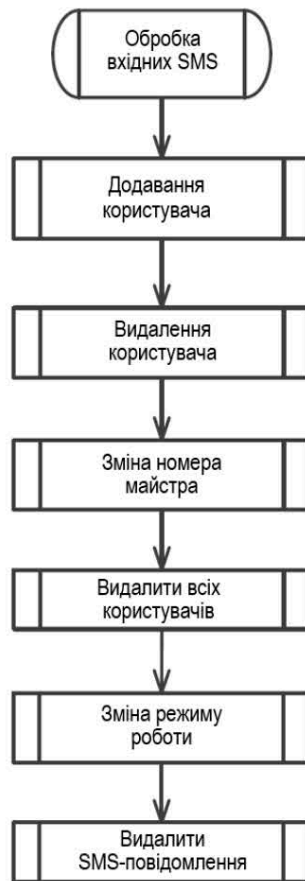 Обробка
вхідних SMS
Додавання
користувача
Видалення
користувача
Зміна номера
майстра
Видалити всіх
користувачів
Зміна режиму
роботи
Видалити
SMS-повідомлення